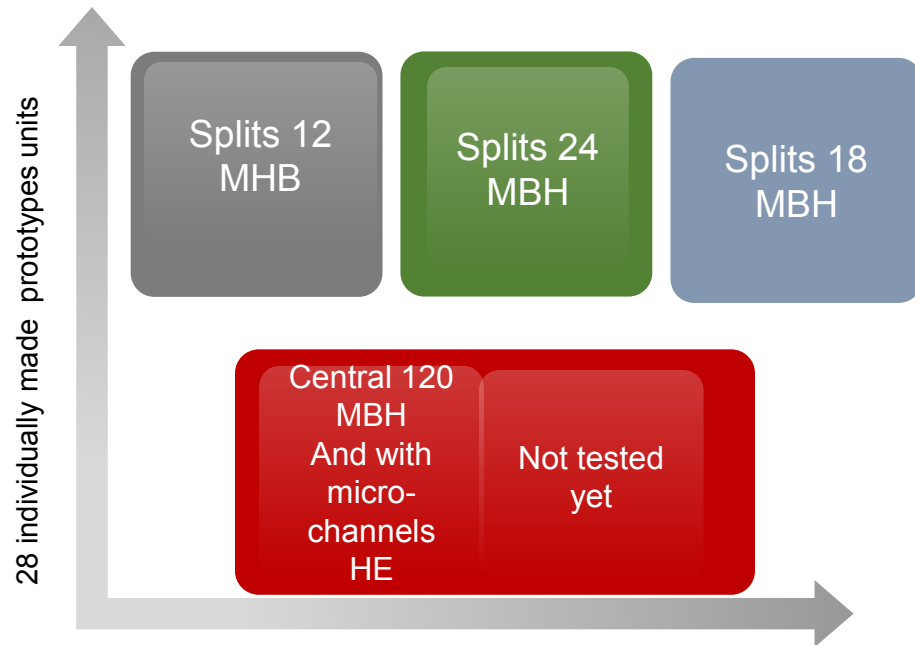 28 individually made  prototypes units
Splits 12
MHB
Splits 24
MBH
Splits 18
MBH
Central 120
MBH
And with
micro-
channels
HE
Not tested
yet